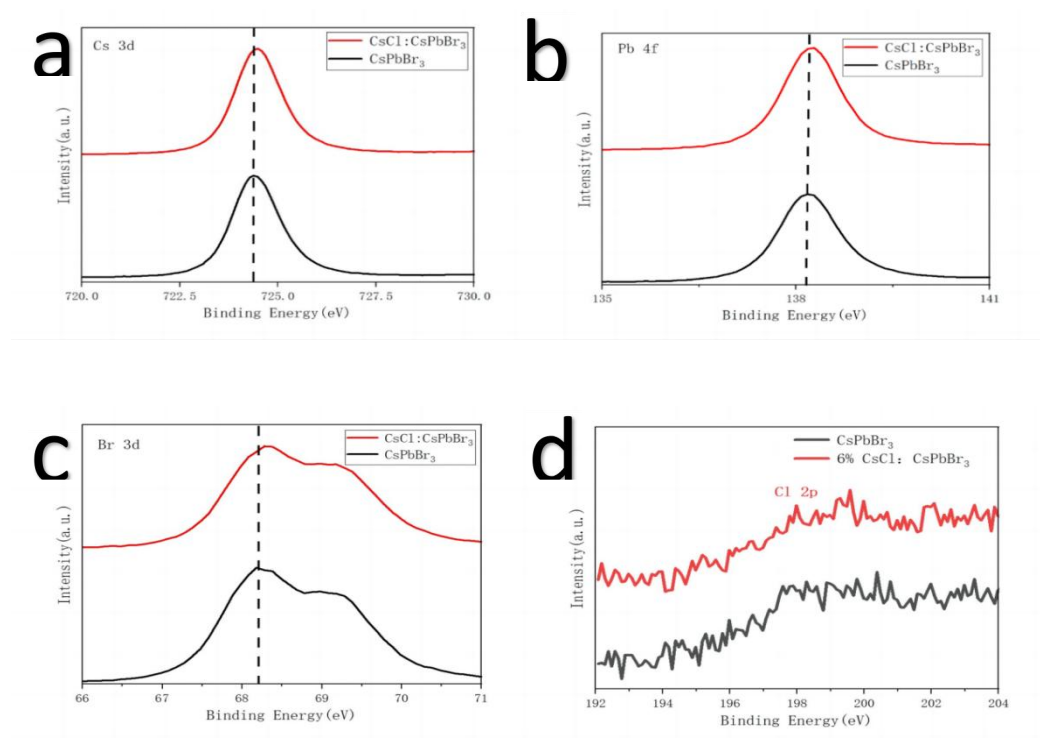 a
Cs 3d
CsCl:CsPbBr₃
CsPbBr₃
Intensity(a.u.)
720.0 722.5 725.0 727.5 730.0
Binding Energy(eV)
b
Pb 4f
CsCl:CsPbBr₃
CsPbBr₃
Intensity(a.u.)
135 138 141
Binding Energy(eV)
c
Br 3d
CsCl:CsPbBr₃
CsPbBr₃
Intensity(a.u.)
66 67 68 69 70 71
Binding Energy(eV)
d
CsPbBr₃
6% CsCl: CsPbBr₃
Cl 2p
Intensity(a.u.)
192 194 196 198 200 202 204
Binding Energy(eV)